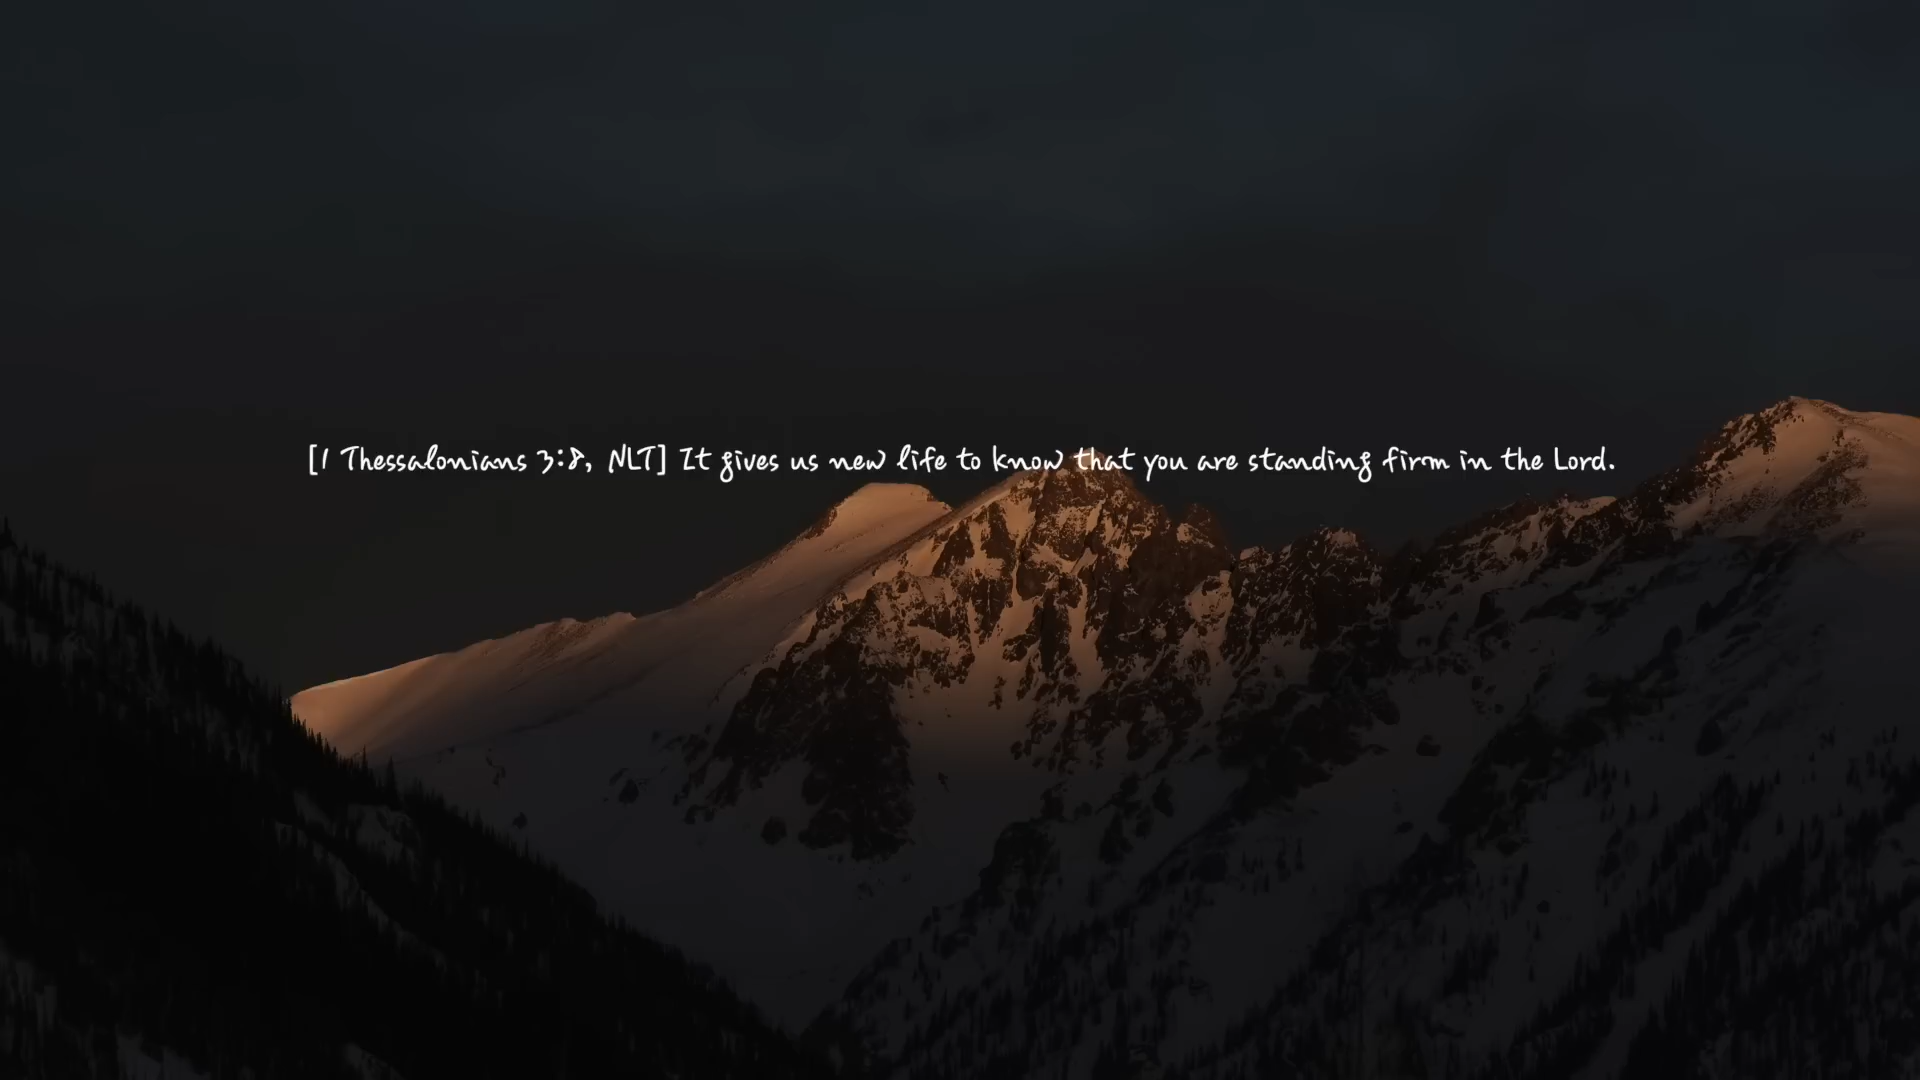 [1 Thessalonians 3:8, NLT] It gives us new life to know that you are standing firm in the Lord.